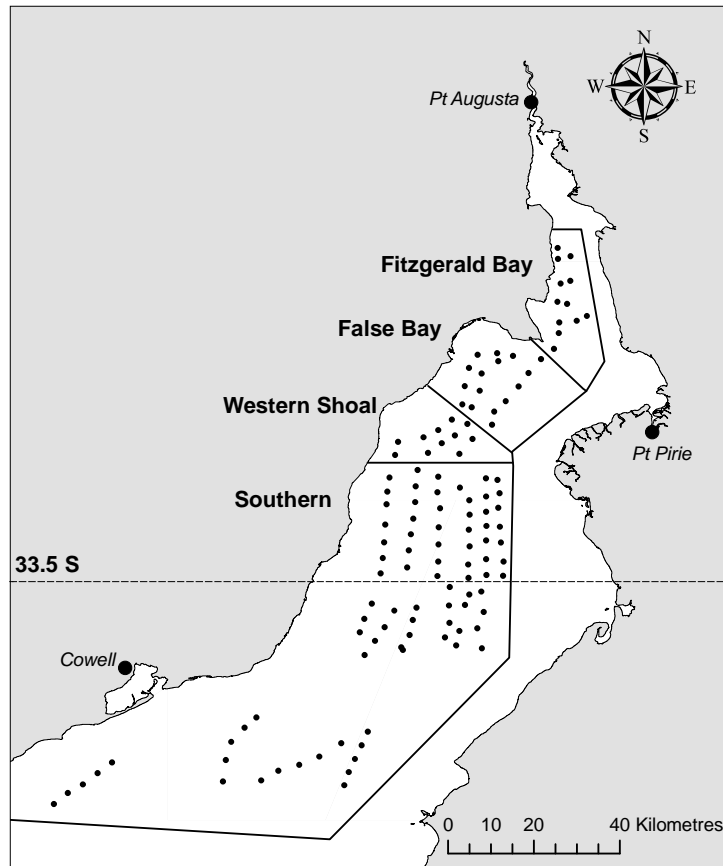 N
Pt Augusta
W E
S
Fitzgerald Bay
False Bay
Western Shoal
Pt Pirie
Southern
33.5 S
Cowell
0 10 20 40 Kilometres